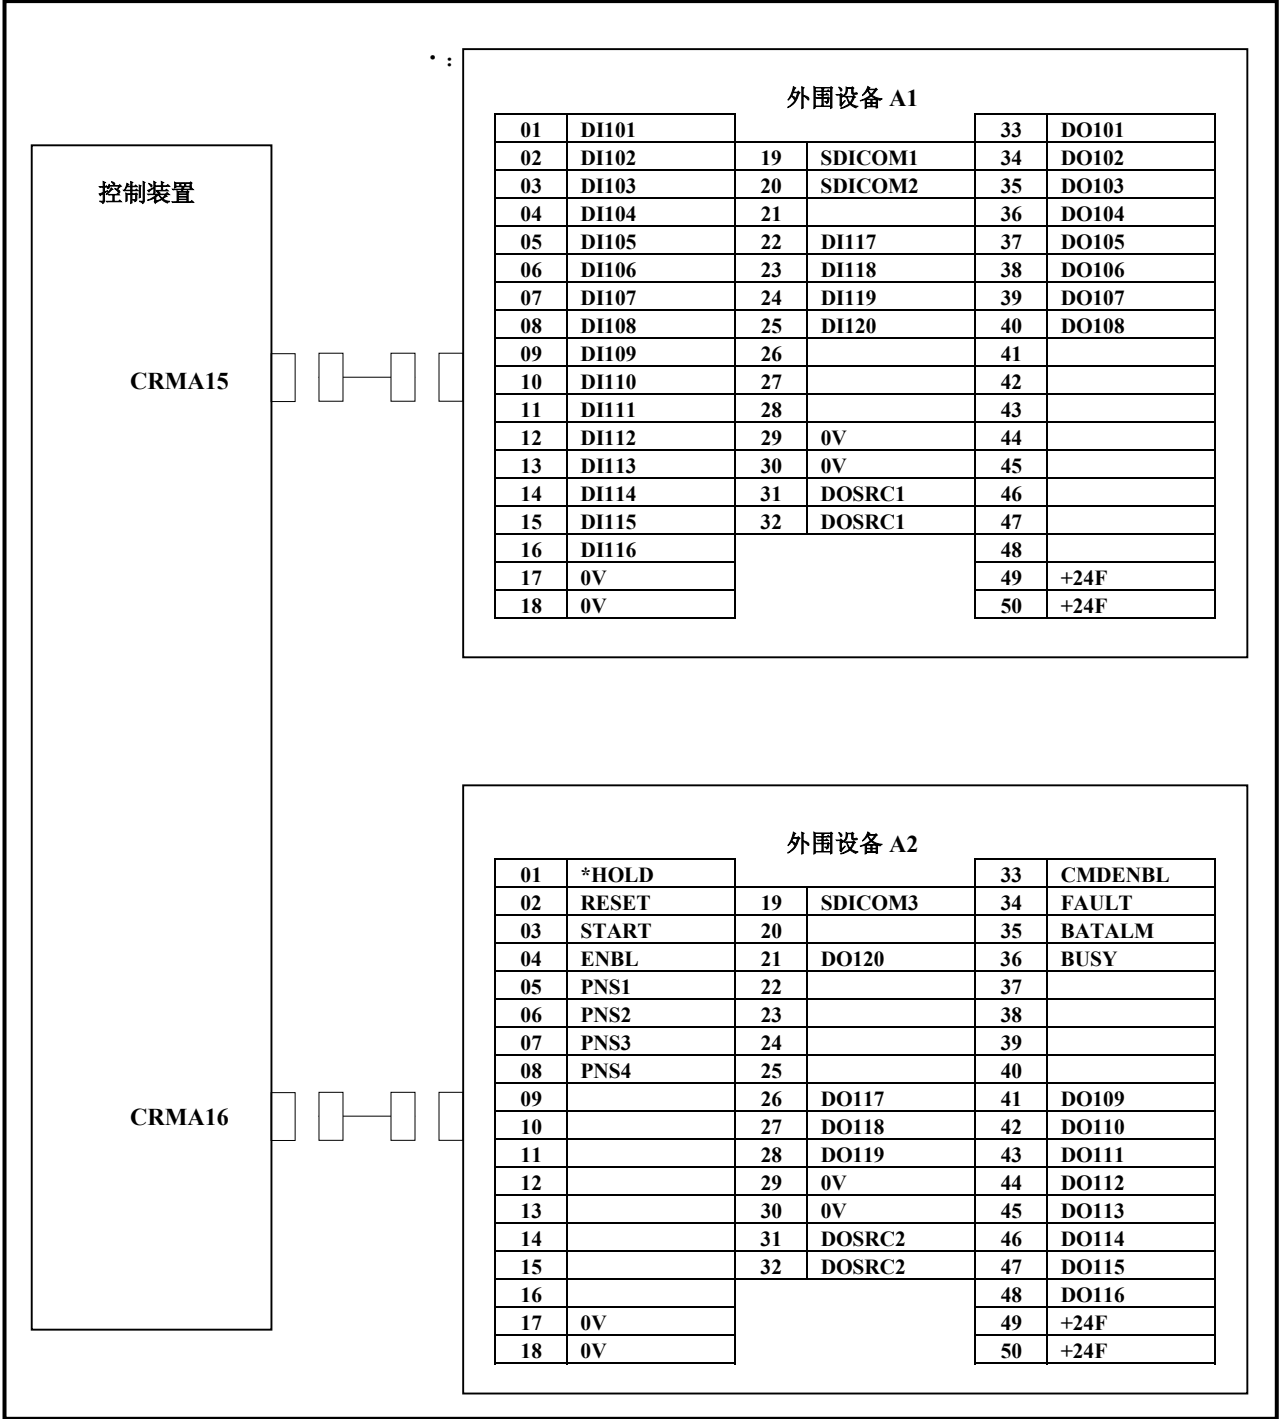 · :
外围设备 A1
控制装置
01 DI101 33 DO101
02 DI102 19 SDICOM1 34 DO102
03 DI103 20 SDICOM2 35 DO103
04 DI104 21 36 DO104
05 DI105 22 DI117 37 DO105
06 DI106 23 DI118 38 DO106
07 DI107 24 DI119 39 DO107
08 DI108 25 DI120 40 DO108
09 DI109 26 41
CRMA15
10 DI110 27 42
11 DI111 28 43
12 DI112 29 0V 44
13 DI113 30 0V 45
14 DI114 31 DOSRC1 46
15 DI115 32 DOSRC1 47
16 DI116 48
17 0V 49 +24F
18 0V 50 +24F
外围设备 A2
01 *HOLD 33 CMDENBL
02 RESET 19 SDICOM3 34 FAULT
03 START 20 35 BATALM
04 ENBL 21 DO120 36 BUSY
05 PNS1 22 37
06 PNS2 23 38
07 PNS3 24 39
08 PNS4 25 40
09 26 DO117 41 DO109
CRMA16
10 27 DO118 42 DO110
11 28 DO119 43 DO111
12 29 0V 44 DO112
13 30 0V 45 DO113
14 31 DOSRC2 46 DO114
15 32 DOSRC2 47 DO115
16 48 DO116
17 0V 49 +24F
18 0V 50 +24F